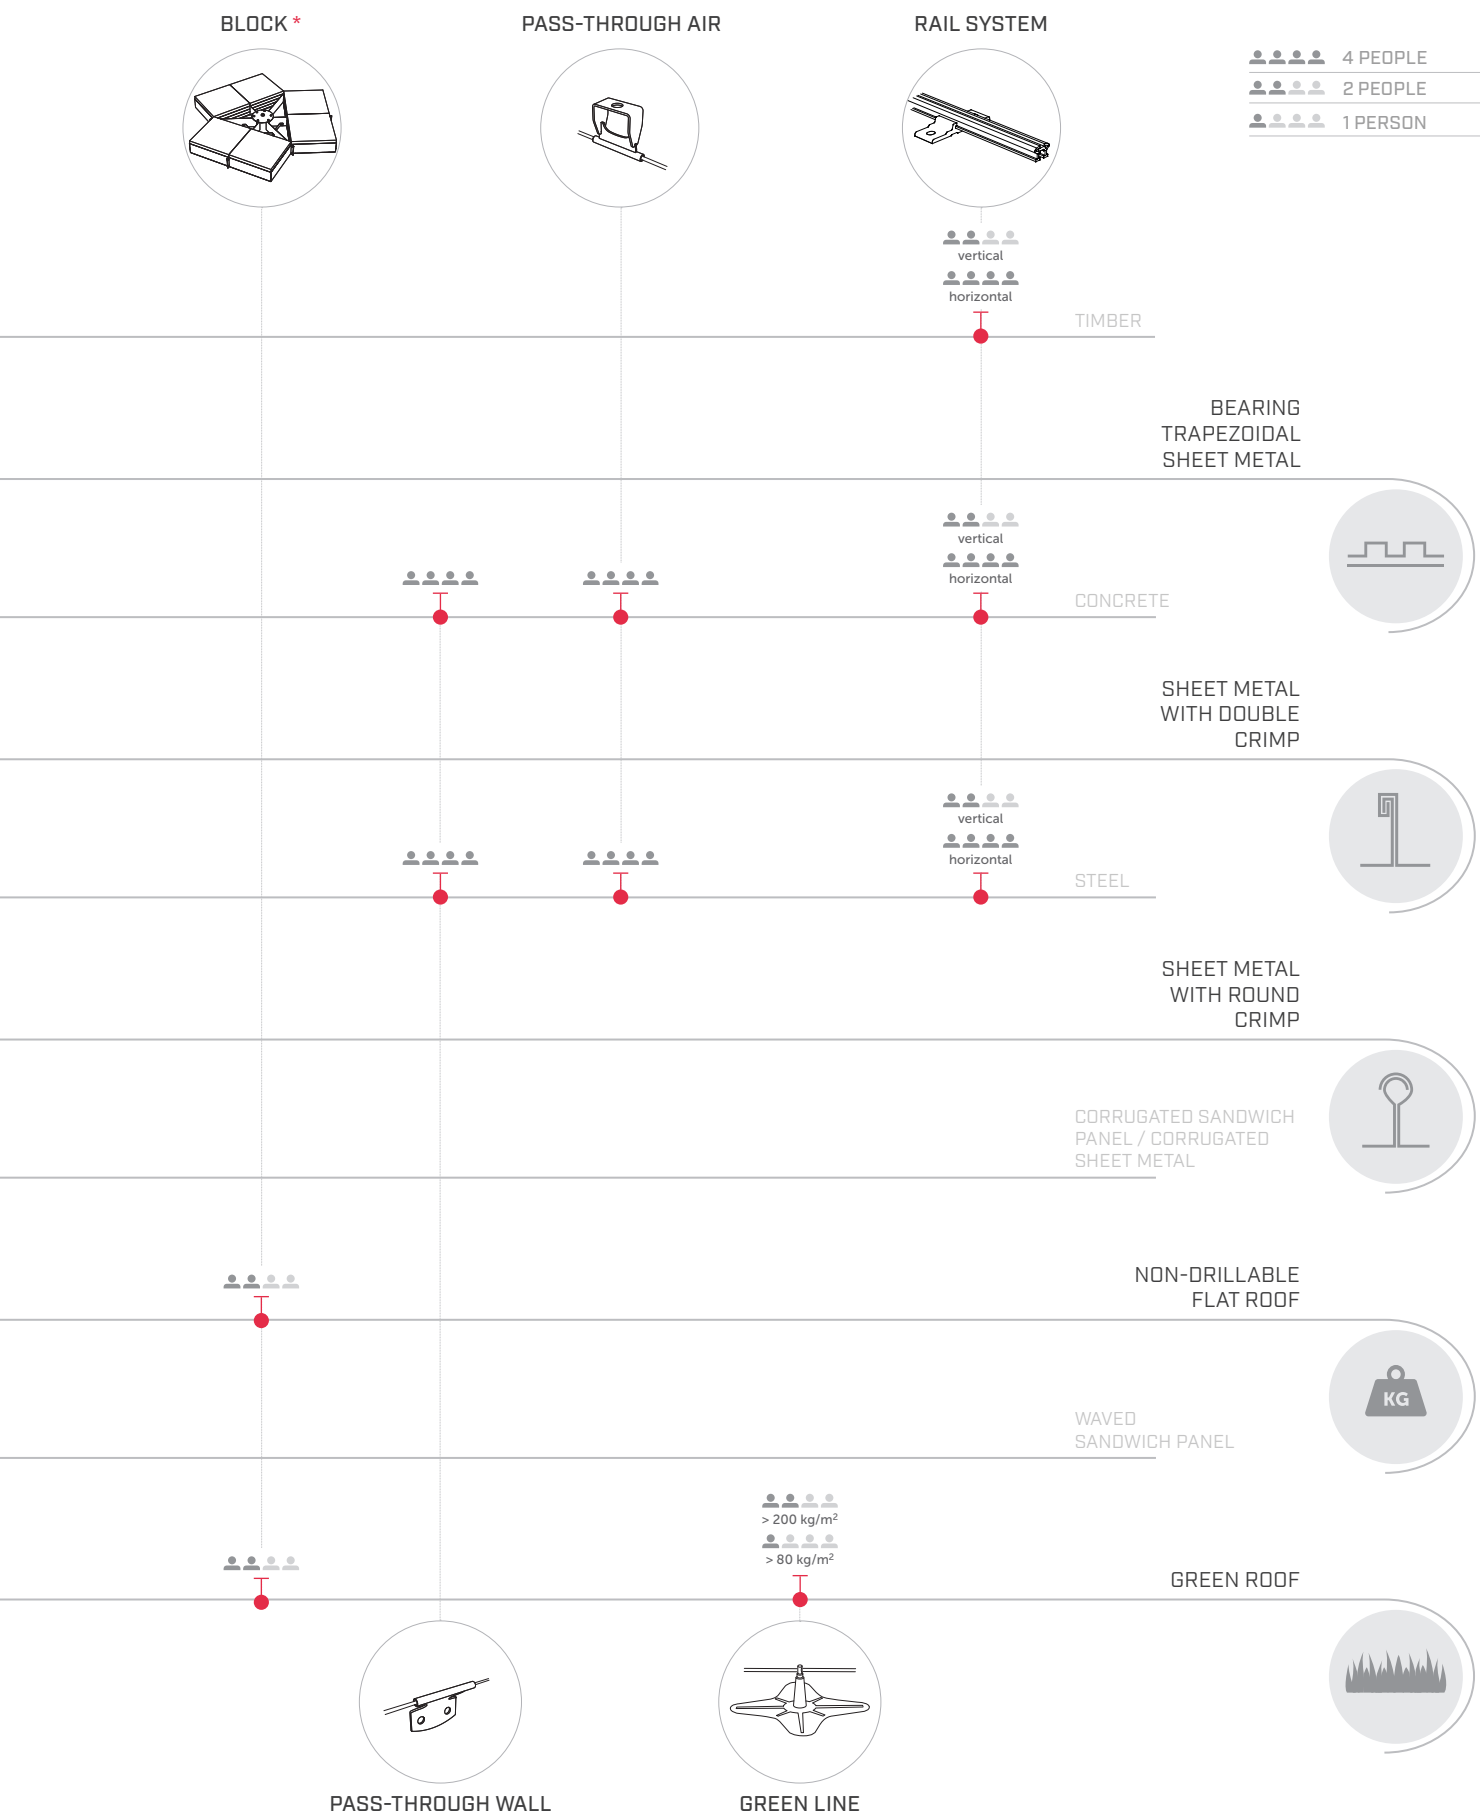 BLOCK *
PASS-THROUGH AIR
RAIL SYSTEM
4 PEOPLE
2 PEOPLE
1 PERSON
vertical
horizontal
TIMBER
BEARING
TRAPEZOIDAL
SHEET METAL
vertical
horizontal
CONCRETE
SHEET METAL
WITH DOUBLE
CRIMP
vertical
horizontal
STEEL
SHEET METAL
WITH ROUND
CRIMP
CORRUGATED SANDWICH
PANEL / CORRUGATED
SHEET METAL
NON-DRILLABLE
FLAT ROOF
KG
WAVED
SANDWICH PANEL
> 200 kg/m²
> 80 kg/m²
GREEN ROOF
PASS-THROUGH WALL
GREEN LINE